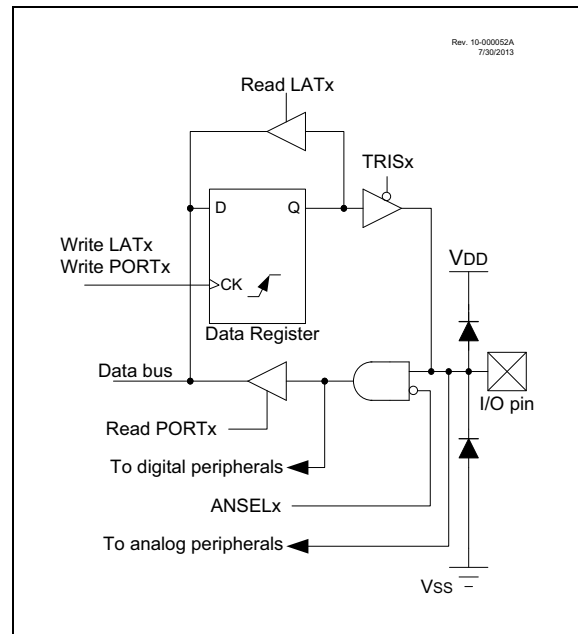 Rev. 10-000052A
7/30/2013
Read LATx
TRISx
D
Q
Write LATx
Write PORTx
CK
VDD
Data Register
Data bus
I/O pin
Read PORTx
To digital peripherals
ANSELx
To analog peripherals
VSS